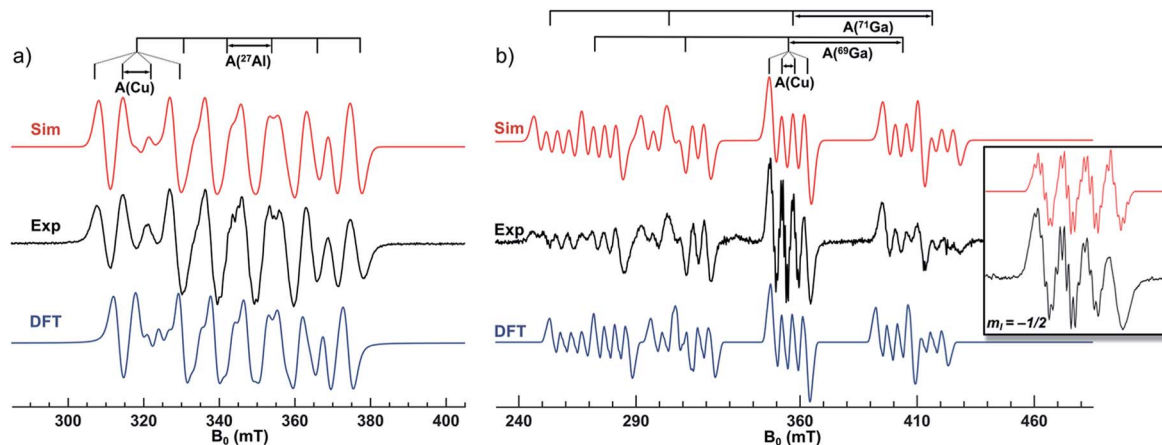 a)
A(²⁷Al)
A(Cu)
Sim
Exp
DFT
300 320 340 360 380 400
B₀ (mT)
b)
A(⁷¹Ga)
A(⁶⁹Ga)
A(Cu)
Sim
Exp
DFT
mI = –1/2
240 290 360 410 460
B₀ (mT)